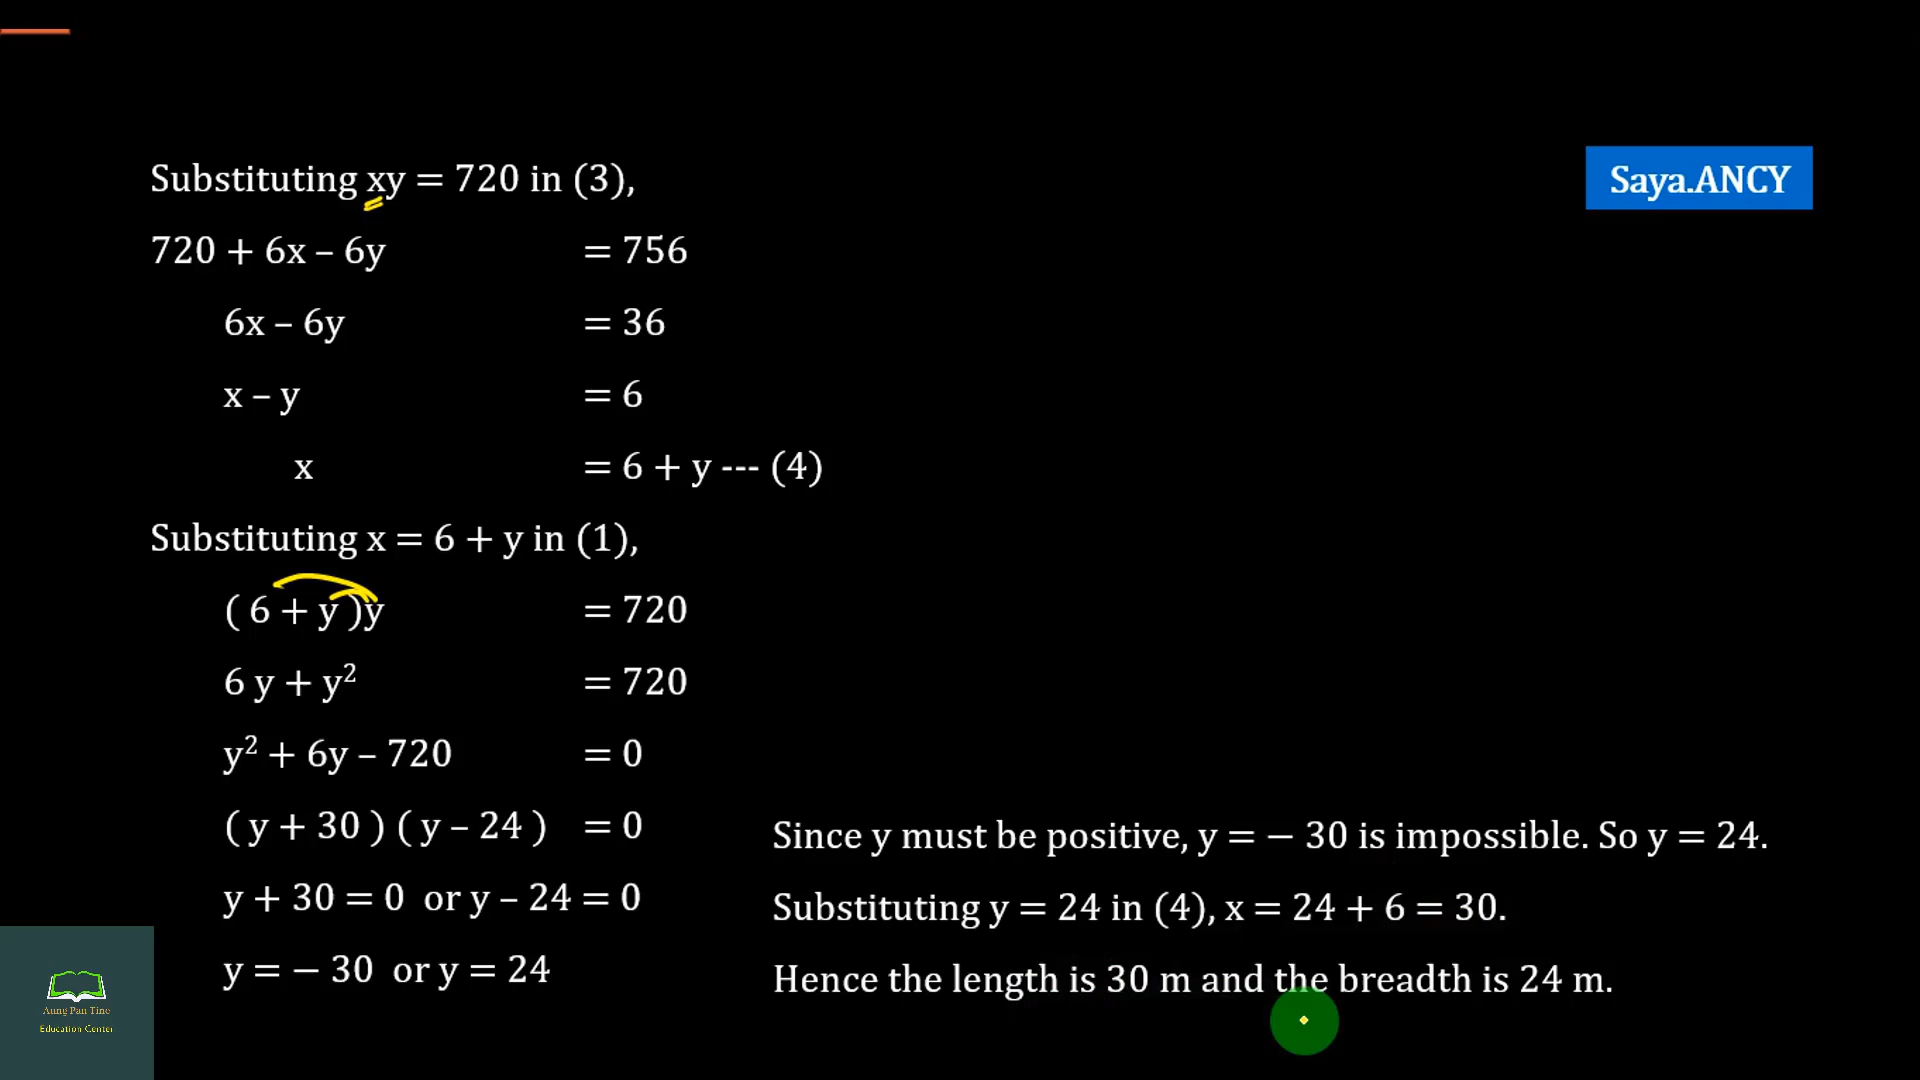 Saya.ANCY
Substituting xy = 720 in (3),
720 + 6x – 6y = 756
6x – 6y = 36
x – y = 6
x = 6 + y --- (4)
Substituting x = 6 + y in (1),
( 6 + y )y = 720
6 y + y² = 720
y² + 6y – 720 = 0
( y + 30 ) ( y – 24 ) = 0
y + 30 = 0 or y – 24 = 0
y = – 30 or y = 24
Since y must be positive, y = – 30 is impossible. So y = 24.
Substituting y = 24 in (4), x = 24 + 6 = 30.
Hence the length is 30 m and the breadth is 24 m.
Aung Pan Tine
Education Center